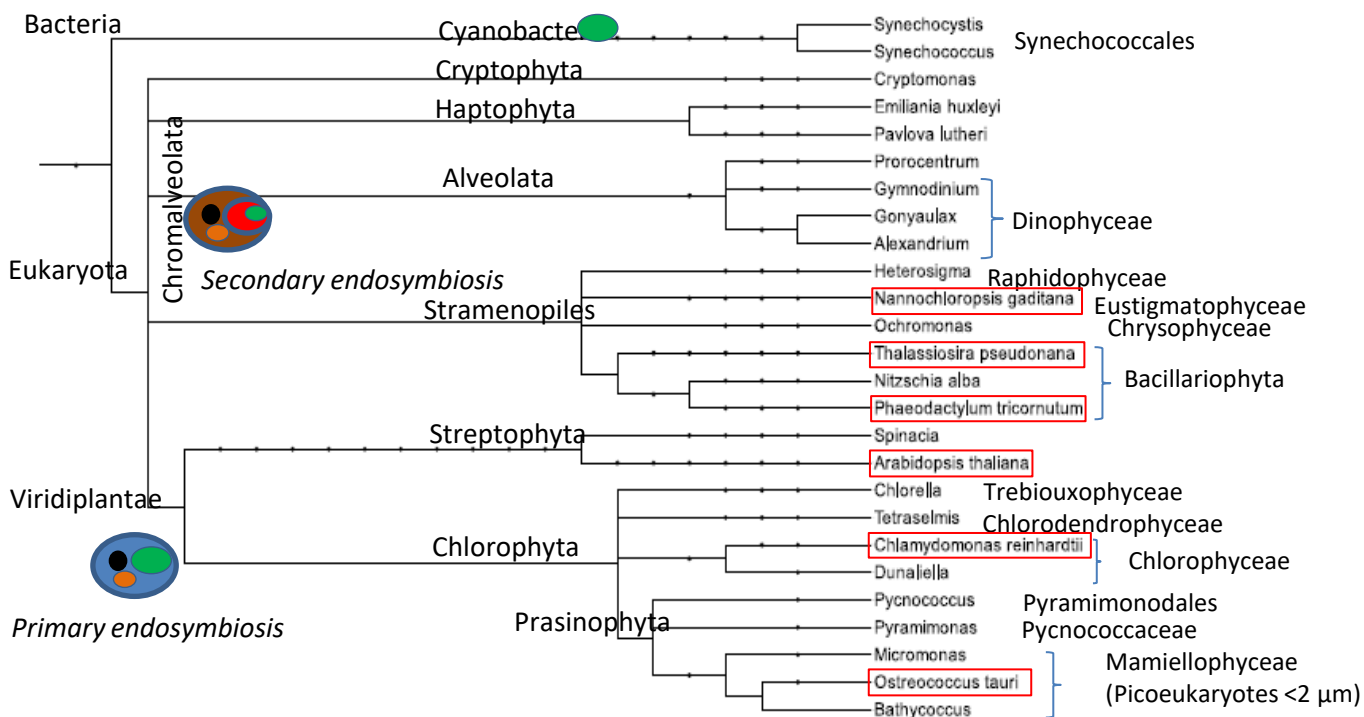 Bacteria
Cyanobacte
Synechocystis
Synechococcus
Synechococcales
Cryptophyta
Cryptomonas
Haptophyta
Emiliania huxleyi
Pavlova lutheri
Chromalveolata
Alveolata
Prorocentrum
Gymnodinium
Gonyaulax
Alexandrium
Dinophyceae
Eukaryota
Secondary endosymbiosis
Stramenopiles
Heterosigma
Raphidophyceae
Nannochloropsis gaditana
Eustigmatophyceae
Ochromonas
Chrysophyceae
Thalassiosira pseudonana
Nitzschia alba
Phaeodactylum tricornutum
Bacillariophyta
Streptophyta
Spinacia
Arabidopsis thaliana
Viridiplantae
Chlorella
Trebiouxophyceae
Tetraselmis
Chlorodendrophyceae
Chlorophyta
Chlamydomonas reinhardtii
Dunaliella
Chlorophyceae
Primary endosymbiosis
Prasinophyta
Pycnococcus
Pyramimonodales
Pyramimonas
Pycnococcaceae
Micromonas
Ostreococcus tauri
Bathycoccus
Mamiellophyceae
(Picoeukaryotes <2 µm)